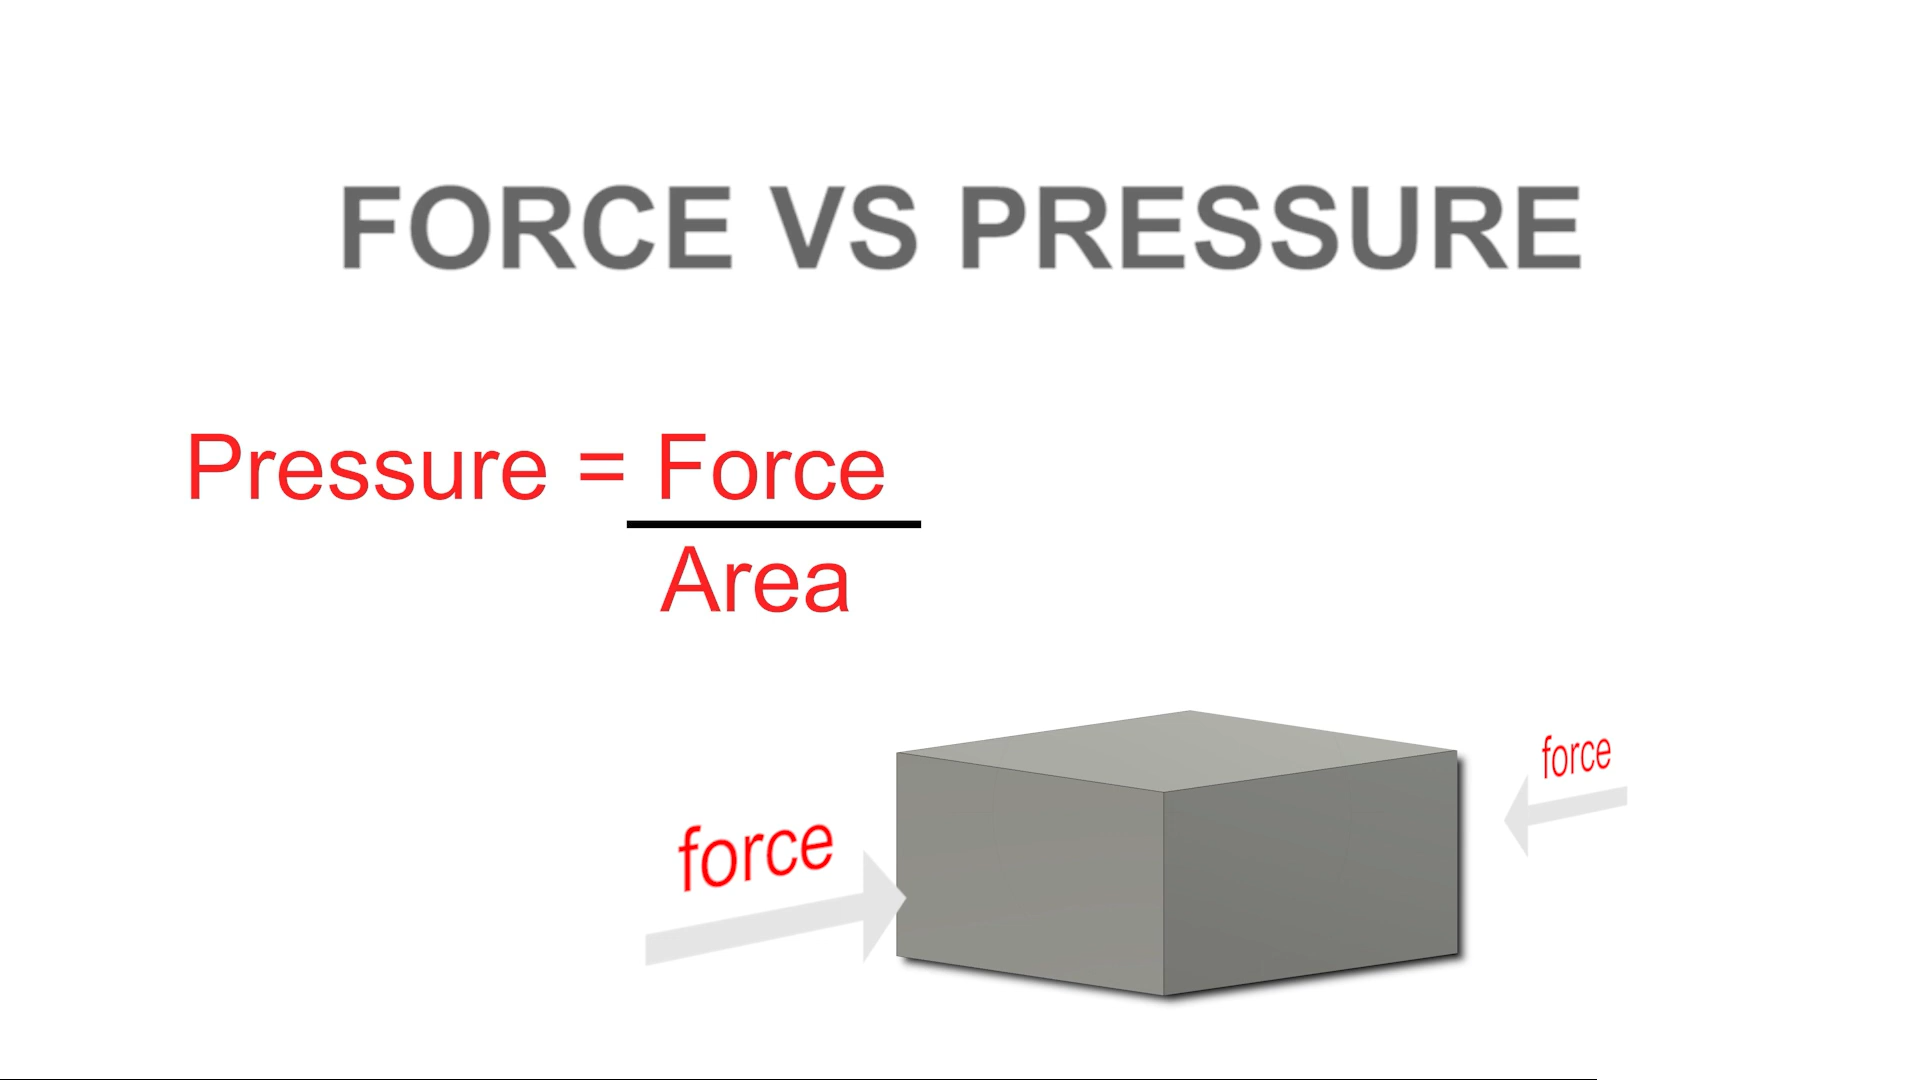 FORCE VS PRESSURE
Pressure = Force
Area
force
force